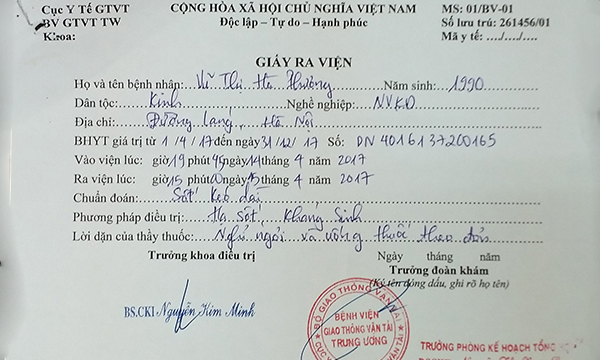 Cục Y Tế GTVT
BV GTVT TW
Khoa:
CỘNG HÒA XÃ HỘI CHỦ NGHĨA VIỆT NAM
Độc lập - Tự do - Hạnh phúc
MS: 01/BV-01
Số lưu trú: 261456/01
Mã y tế:..../..../....
GIẤY RA VIỆN
Họ và tên bệnh nhân: Vũ Thị Hà Phương Năm sinh: 1990
Dân tộc: Kinh Nghề nghiệp: NVKD
Địa chỉ: Đường Láng, Hà Nội
BHYT giá trị từ 1/4/17 đến ngày 31/12/17 Số: DN 4016137200165
Vào viện lúc: giờ 19 phút 45 ngày 14 tháng 4 năm 2017
Ra viện lúc: giờ 15 phút 00 ngày 15 tháng 4 năm 2017
Chuẩn đoán: Sốt kéo dài
Phương pháp điều trị: Hạ sốt, Kháng Sinh
Lời dặn của thầy thuốc: Nghỉ ngơi và uống thuốc theo đơn
Trưởng khoa điều trị
Ngày tháng năm
Trưởng đoàn khám
(Ký tên đóng dấu, ghi rõ họ tên)
BS.CKI Nguyễn Kim Minh
BỘ GIAO THÔNG VẬN TẢI
BỆNH VIỆN
GIAO THÔNG VẬN TẢI
TRUNG ƯƠNG
TRƯỞNG PHÒNG KẾ HOẠCH TỔNG